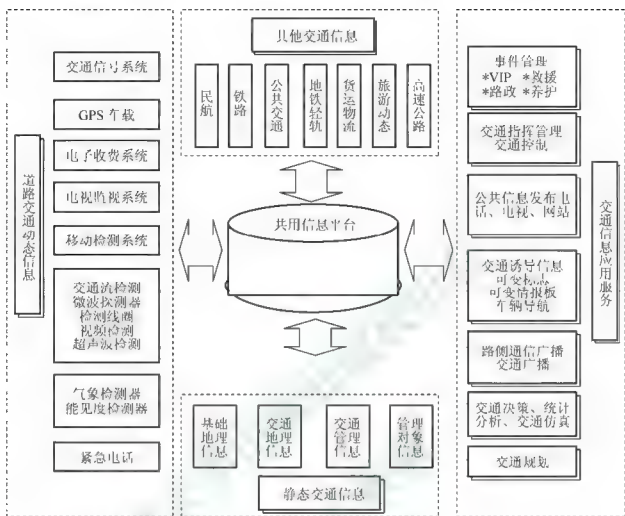 道路交通动态信息
交通信号系统
GPS 车载
电子收费系统
电视监视系统
移动检测系统
交通流检测
微波探测器
检测线圈
视频检测
超声波检测
气象检测器
能见度检测器
紧急电话
其他交通信息
民航
铁路
公共交通
地铁轻轨
货运物流
旅游动态
高速公路
共用信息平台
基础
地理
信息
交通
地理
信息
交通
管理
信息
管理
对象
信息
静态交通信息
事件管理
*VIP *救援
*路政 *养护
交通指挥管理
交通控制
公共信息发布电
话、电视、网站
交通诱导信息
可变标志
可变情报板
车辆导航
路侧通信广播
交通广播
交通决策、统计
分析、交通仿真
交通规划
交通信息应用服务